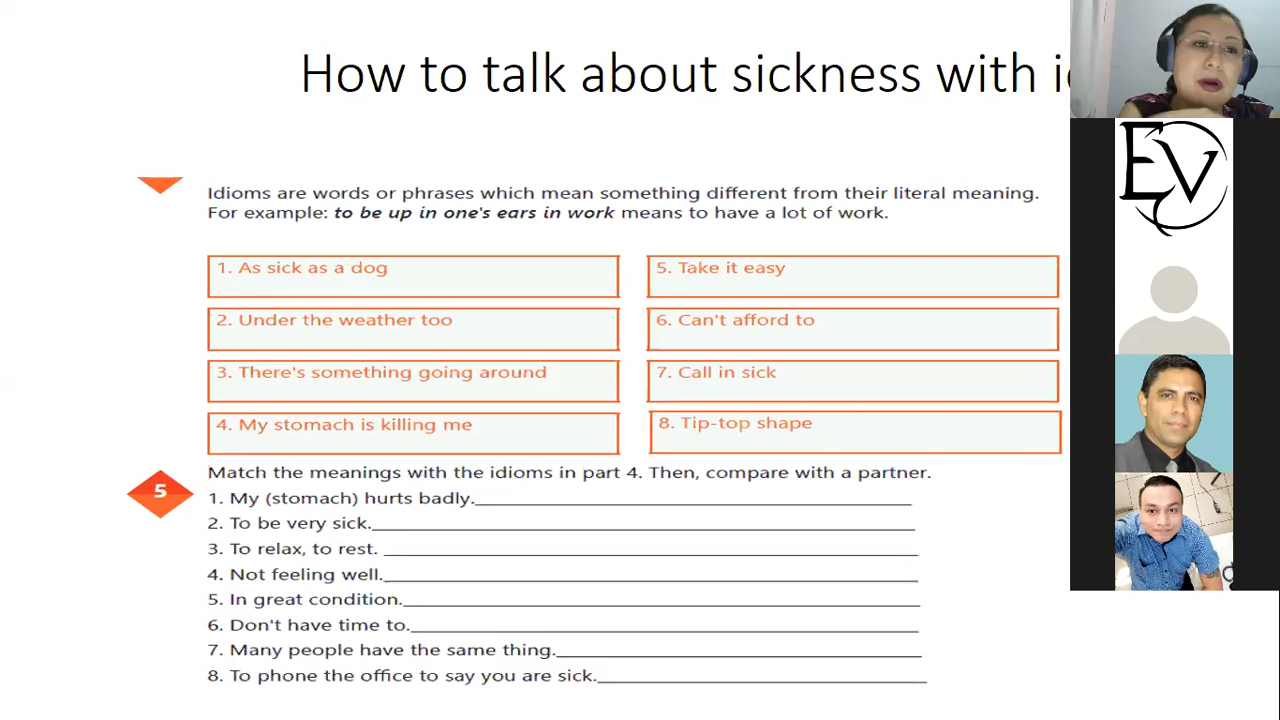 How to talk about sickness with
Idioms are words or phrases which mean something different from their literal meaning.
For example: to be up in one's ears in work means to have a lot of work.
1. As sick as a dog
5. Take it easy
2. Under the weather too
6. Can't afford to
3. There's something going around
7. Call in sick
4. My stomach is killing me
8. Tip-top shape
Match the meanings with the idioms in part 4. Then, compare with a partner.
5
1. My (stomach) hurts badly.
2. To be very sick.
3. To relax, to rest.
4. Not feeling well.
5. In great condition.
6. Don't have time to.
7. Many people have the same thing.
8. To phone the office to say you are sick.
EV